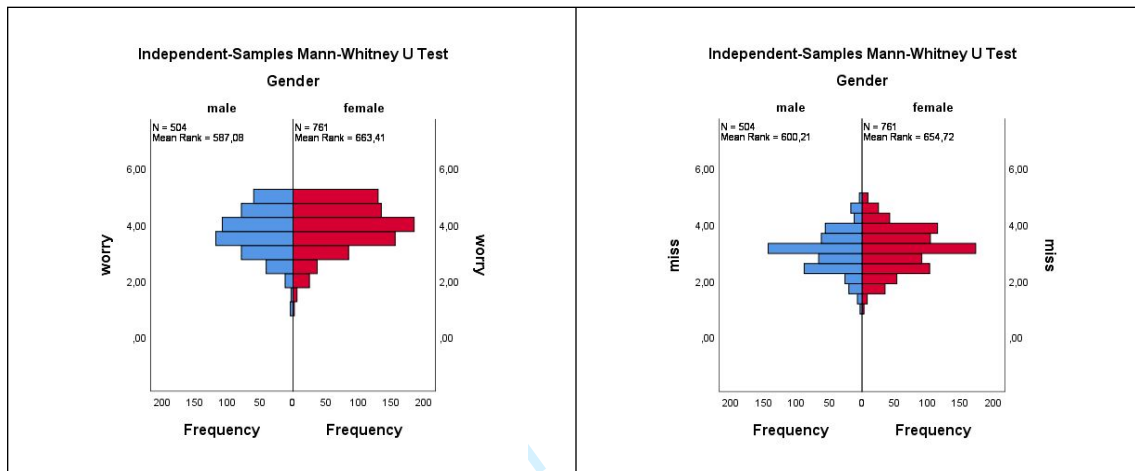 Independent-Samples Mann-Whitney U Test
Gender
male female
N = 504 N = 761
Mean Rank = 587,08 Mean Rank = 663,41
6,00 6,00
4,00 4,00
worry worry
2,00 2,00
,00 ,00
200 150 100 50 0 50 100 150 200
Frequency Frequency
Independent-Samples Mann-Whitney U Test
Gender
male female
N = 504 N = 761
Mean Rank = 600,21 Mean Rank = 654,72
6,00 6,00
4,00 4,00
miss miss
2,00 2,00
,00 ,00
200 150 100 50 0 50 100 150 200
Frequency Frequency